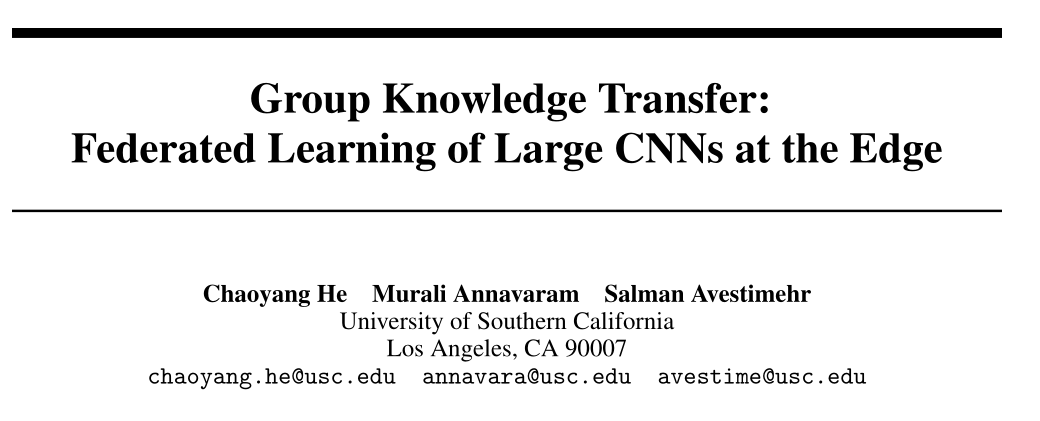 Group Knowledge Transfer:
Federated Learning of Large CNNs at the Edge
Chaoyang He Murali Annavaram Salman Avestimehr
University of Southern California
Los Angeles, CA 90007
chaoyang.he@usc.edu annavara@usc.edu avestime@usc.edu